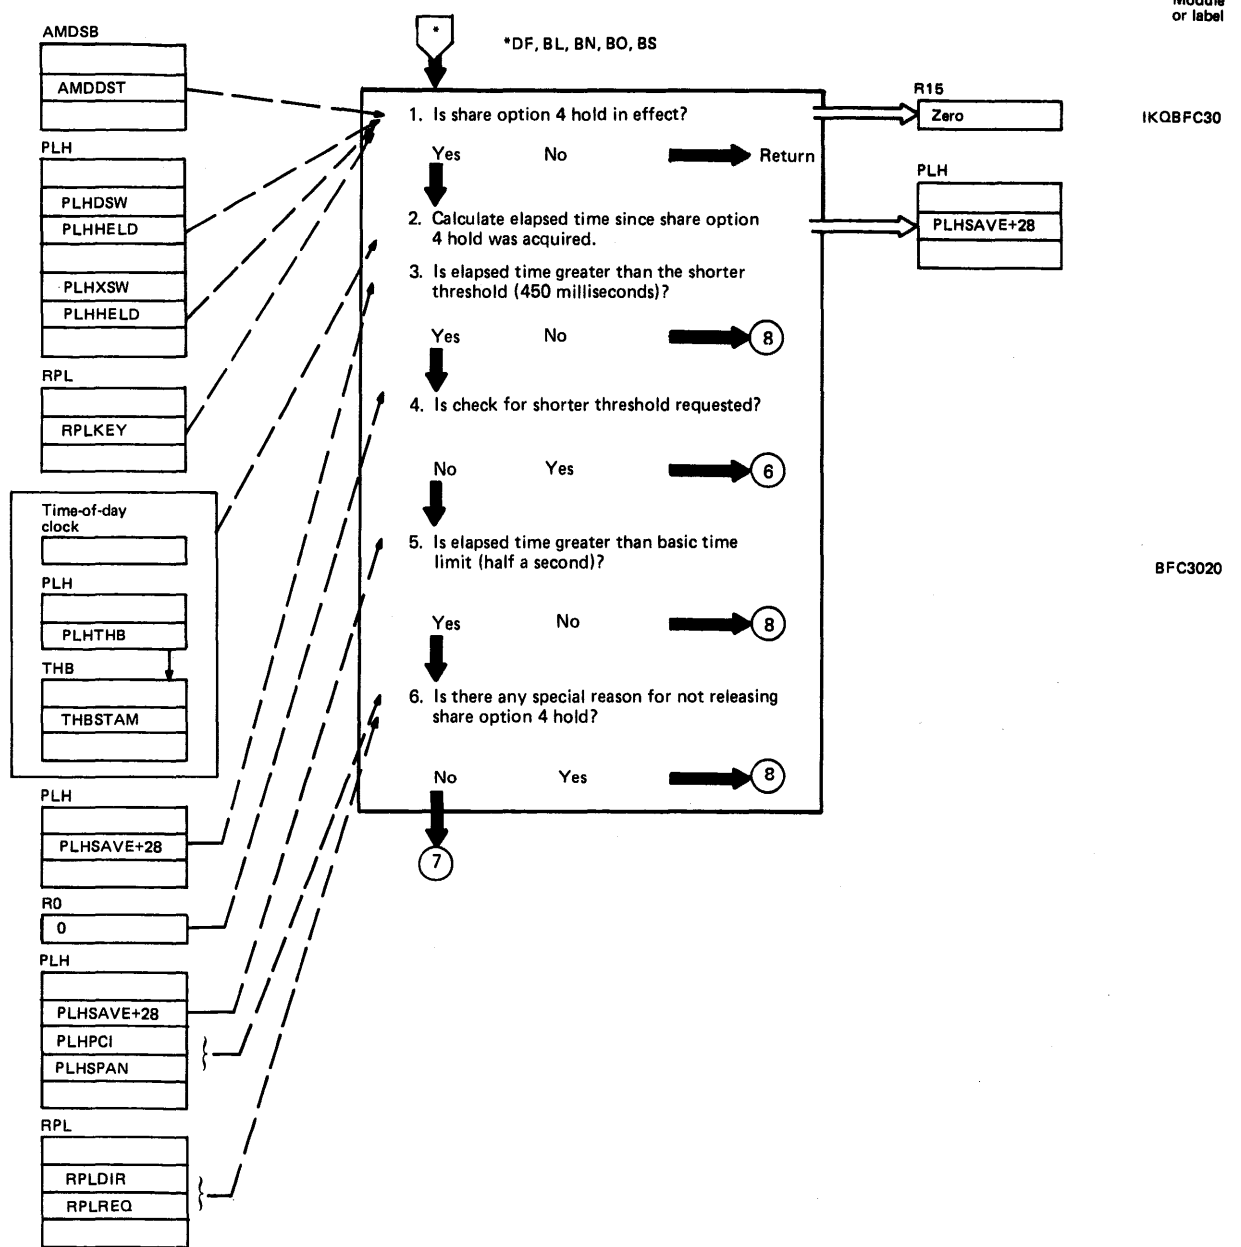 Module
or label
AMDSB
AMDDST
PLH
PLHDSW
PLHHELD
PLHXSW
PLHHELD
RPL
RPLKEY
Time-of-day
clock
PLH
PLHTHB
THB
THBSTAM
PLH
PLHSAVE+28
R0
0
PLH
PLHSAVE+28
PLHPCI
PLHSPAN
RPL
RPLDIR
RPLREQ
*
*DF, BL, BN, BO, BS
1. Is share option 4 hold in effect?
Yes No Return
2. Calculate elapsed time since share option
4 hold was acquired.
3. Is elapsed time greater than the shorter
threshold (450 milliseconds)?
Yes No 8
4. Is check for shorter threshold requested?
No Yes 6
5. Is elapsed time greater than basic time
limit (half a second)?
Yes No 8
6. Is there any special reason for not releasing
share option 4 hold?
No Yes 8
7
R15
Zero
PLH
PLHSAVE+28
IKQBFC30
BFC3020